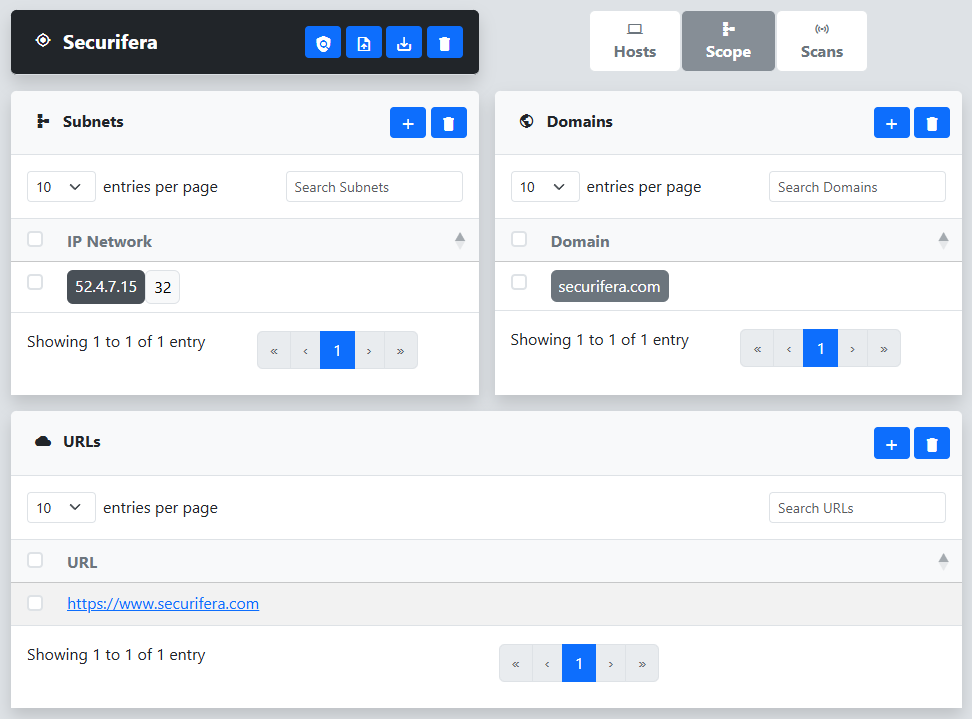 Securifera
Hosts
Scope
Scans
Subnets
10 entries per page
Search Subnets
IP Network
52.4.7.15 32
Showing 1 to 1 of 1 entry
« ‹ 1 › »
Domains
10 entries per page
Search Domains
Domain
securifera.com
Showing 1 to 1 of 1 entry
« ‹ 1 › »
URLs
10 entries per page
Search URLs
URL
https://www.securifera.com
Showing 1 to 1 of 1 entry
« ‹ 1 › »